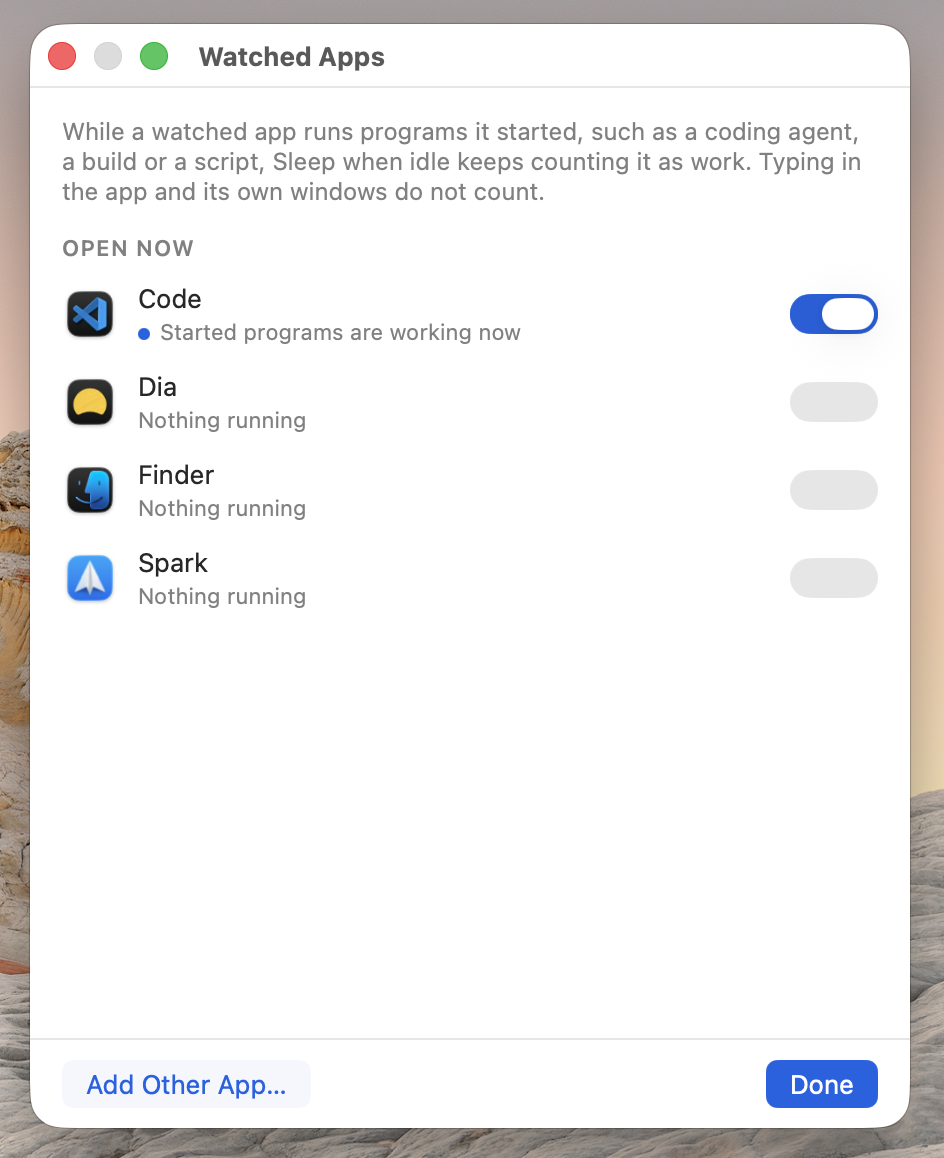 Watched Apps
While a watched app runs programs it started, such as a coding agent,
a build or a script, Sleep when idle keeps counting it as work. Typing in
the app and its own windows do not count.
OPEN NOW
Code
Started programs are working now
Dia
Nothing running
Finder
Nothing running
Spark
Nothing running
Add Other App...
Done